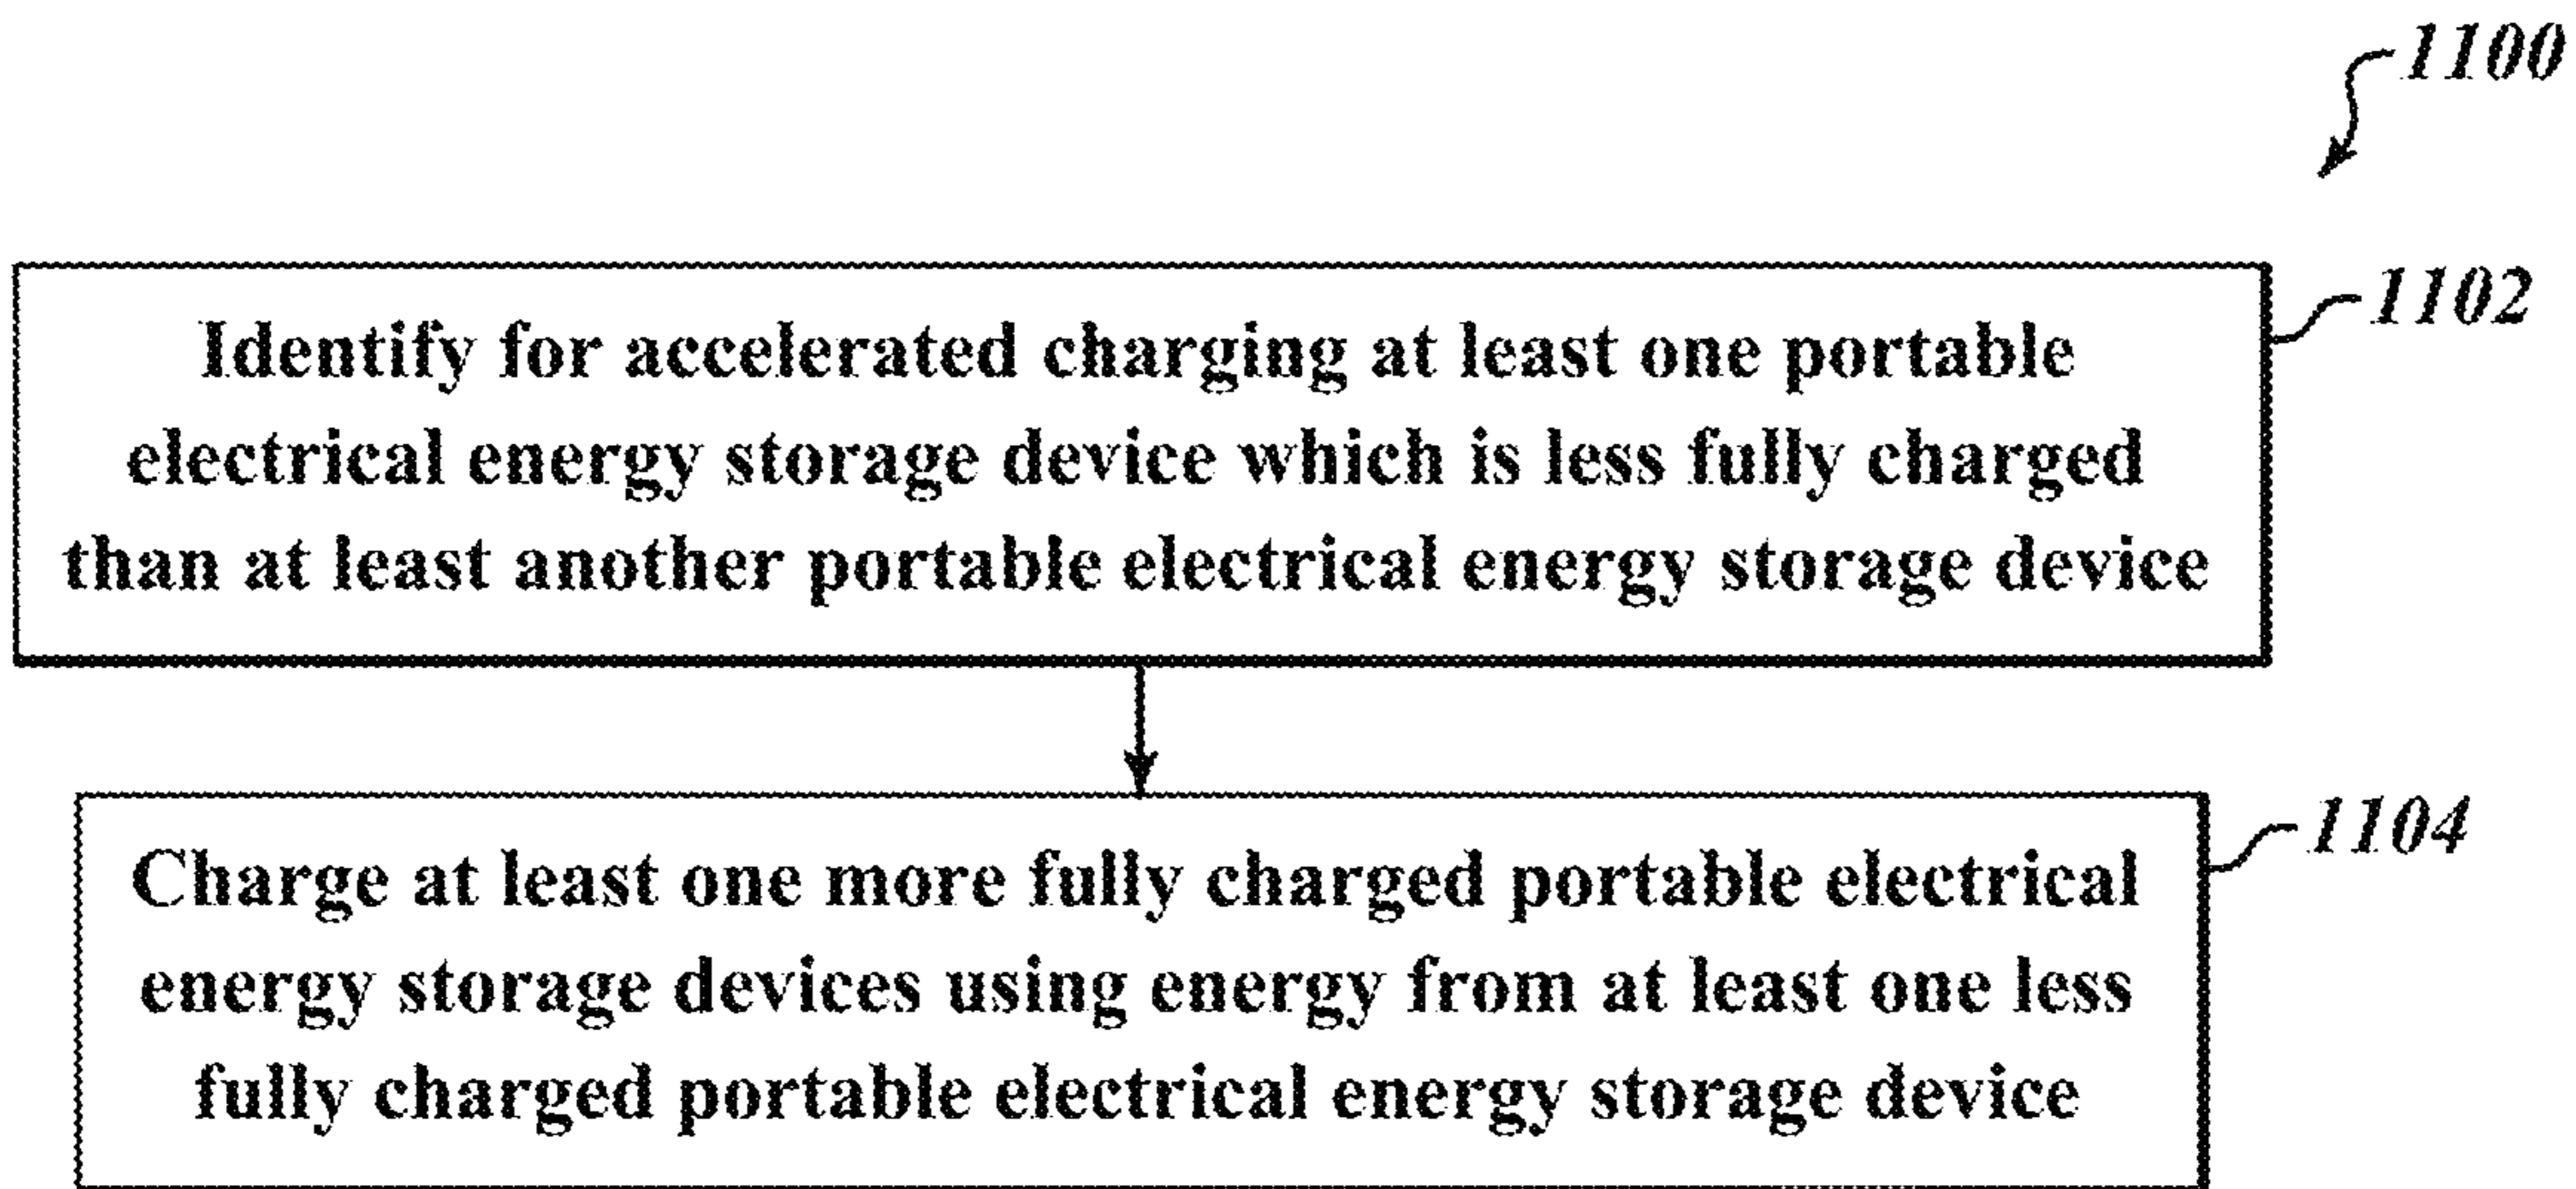 1100
1102
Identify for accelerated charging at least one portable
electrical energy storage device which is less fully charged
than at least another portable electrical energy storage device
1104
Charge at least one more fully charged portable electrical
energy storage devices using energy from at least one less
fully charged portable electrical energy storage device